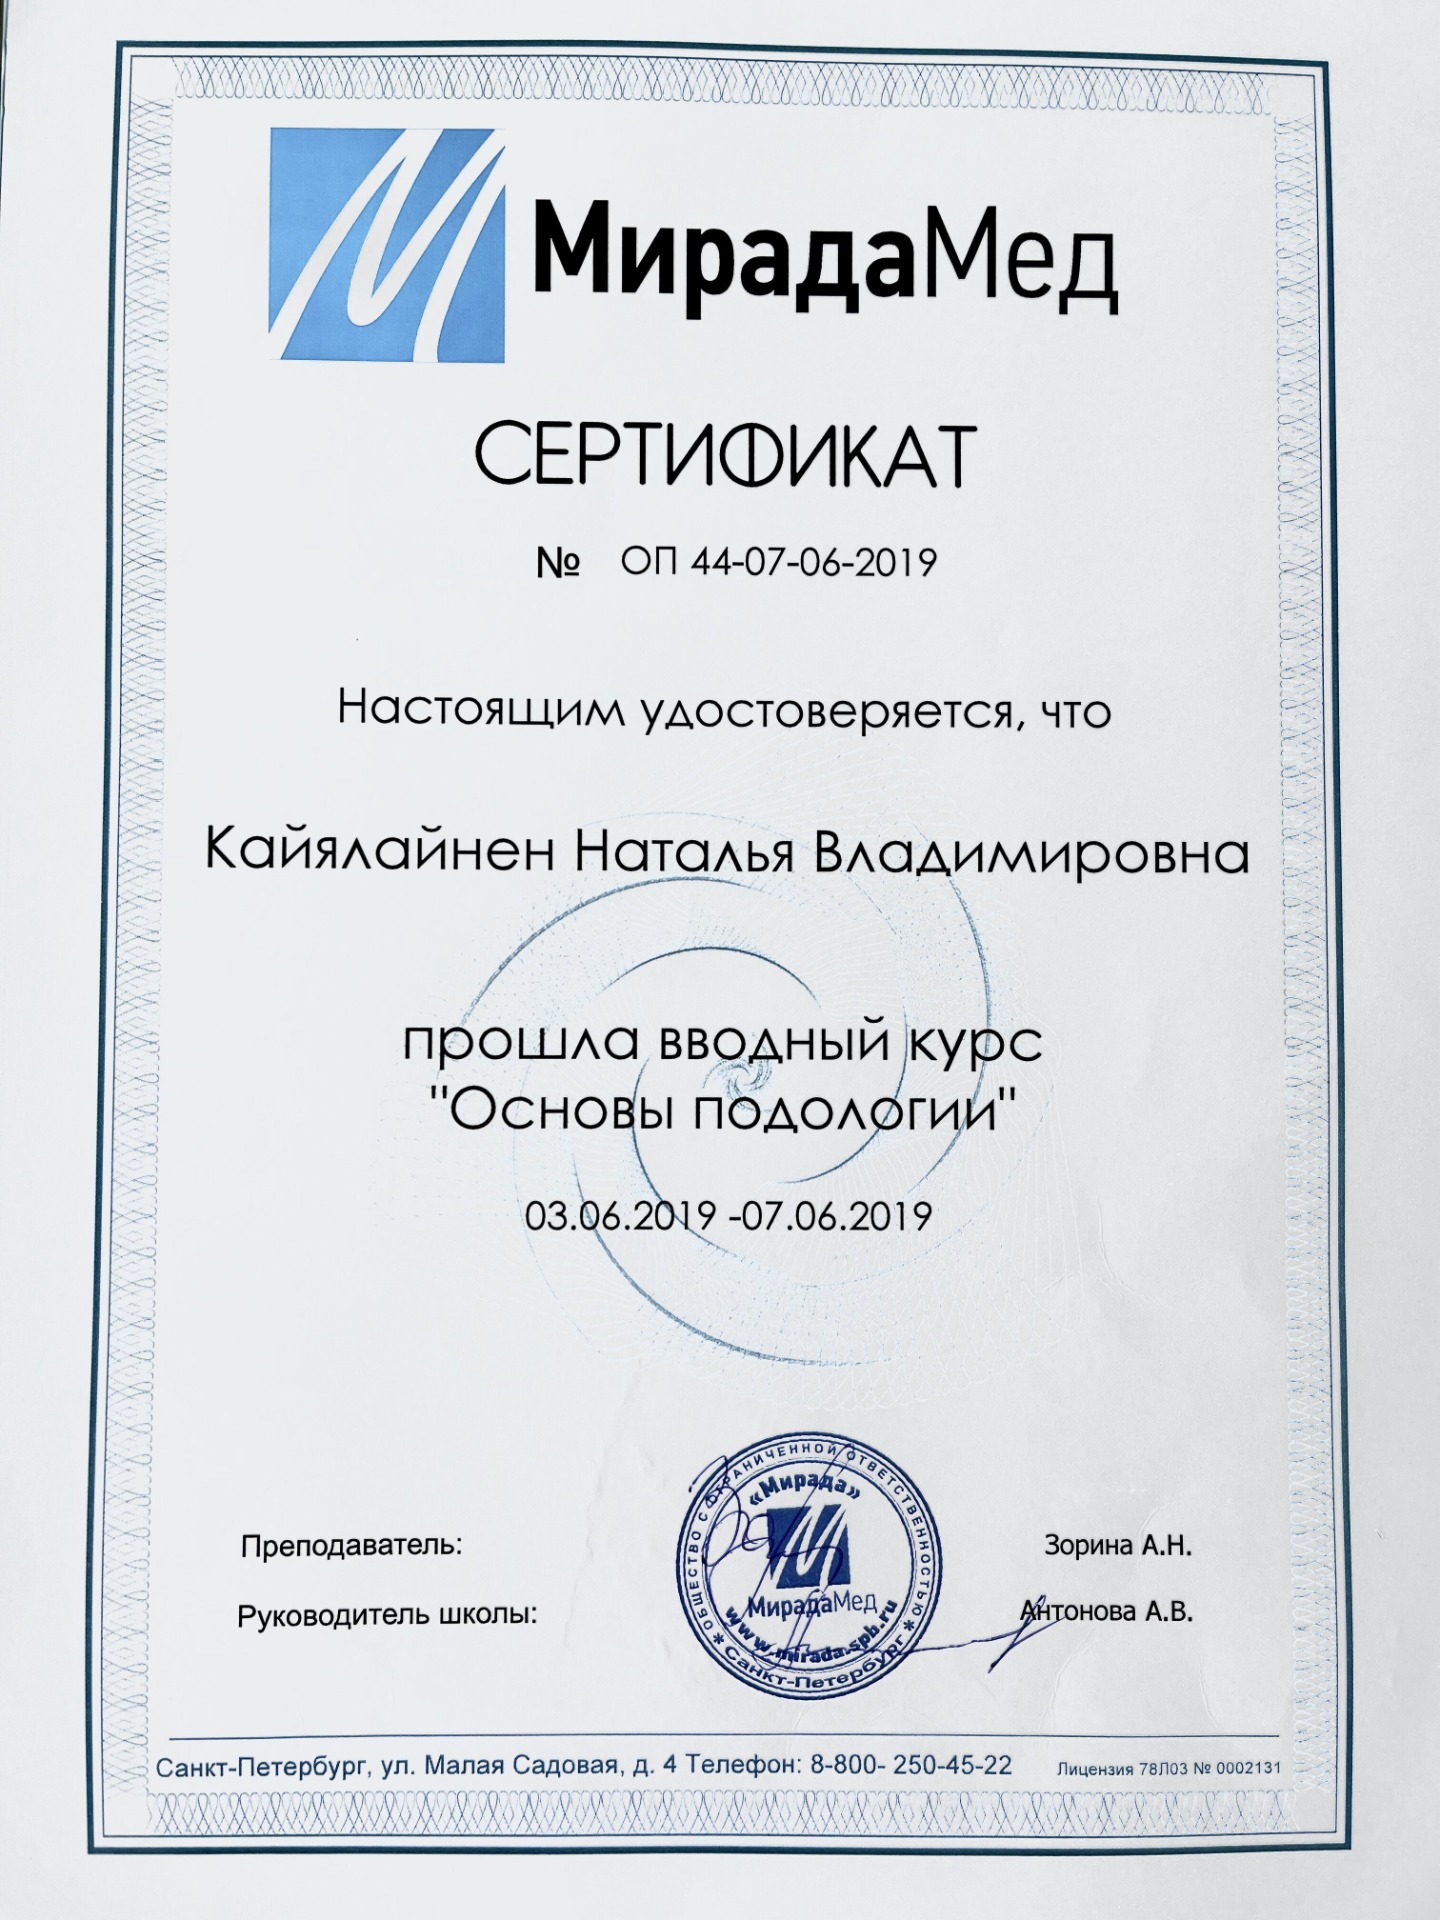 МирадаМед
СЕРТИФИКАТ
№ ОП 44-07-06-2019
Настоящим удостоверяется, что
Кайялайнен Наталья Владимировна
прошла вводный курс
"Основы подологии"
03.06.2019 -07.06.2019
ОБЩЕСТВО С ОГРАНИЧЕННОЙ ОТВЕТСТВЕННОСТЬЮ
«Мирада»
МирадаМед
www.mirada.spb.ru
* Санкт-Петербург *
Преподаватель: Зорина А.Н.
Руководитель школы: Антонова А.В.
Санкт-Петербург, ул. Малая Садовая, д. 4 Телефон: 8-800- 250-45-22 Лицензия 78Л03 № 0002131